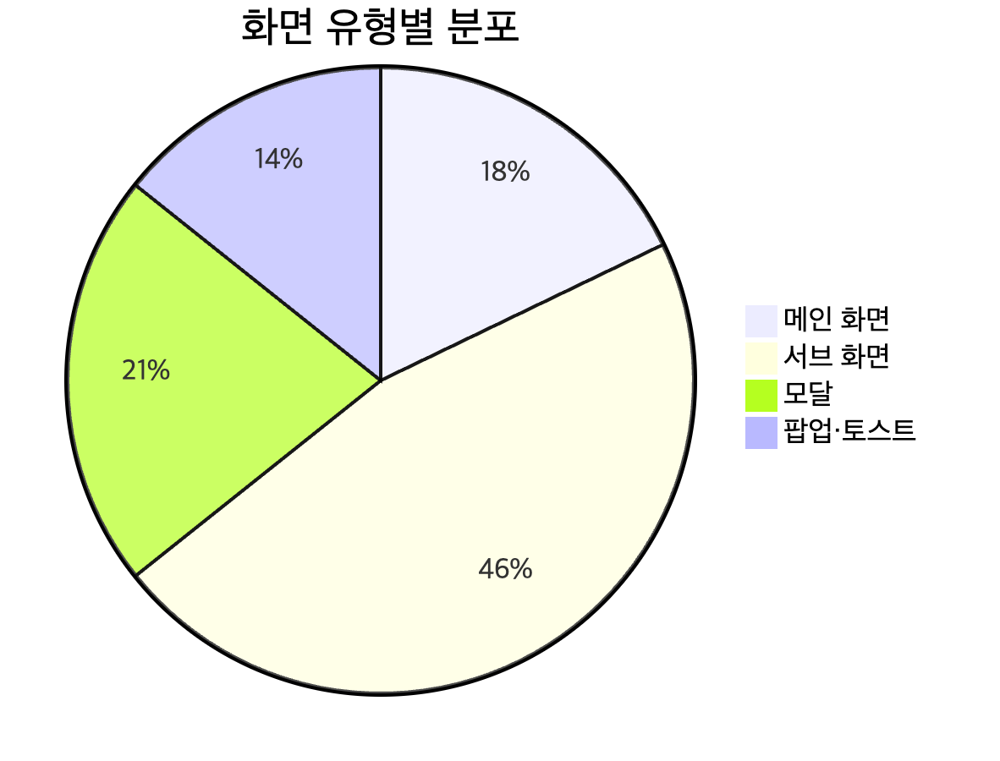 화면 유형별 분포
14%
18%
21%
46%
메인 화면
서브 화면
모달
팝업·토스트